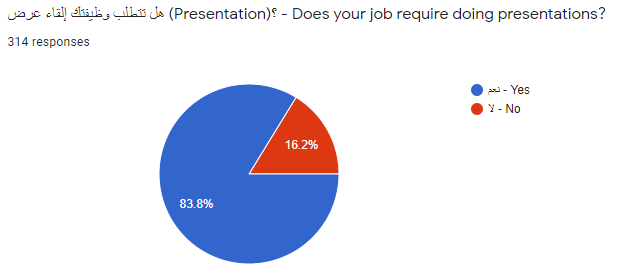 هل تتطلب وظيفتك إلقاء عرض (Presentation)؟ - Does your job require doing presentations?
314 responses
نعم - Yes
لا - No
16.2%
83.8%